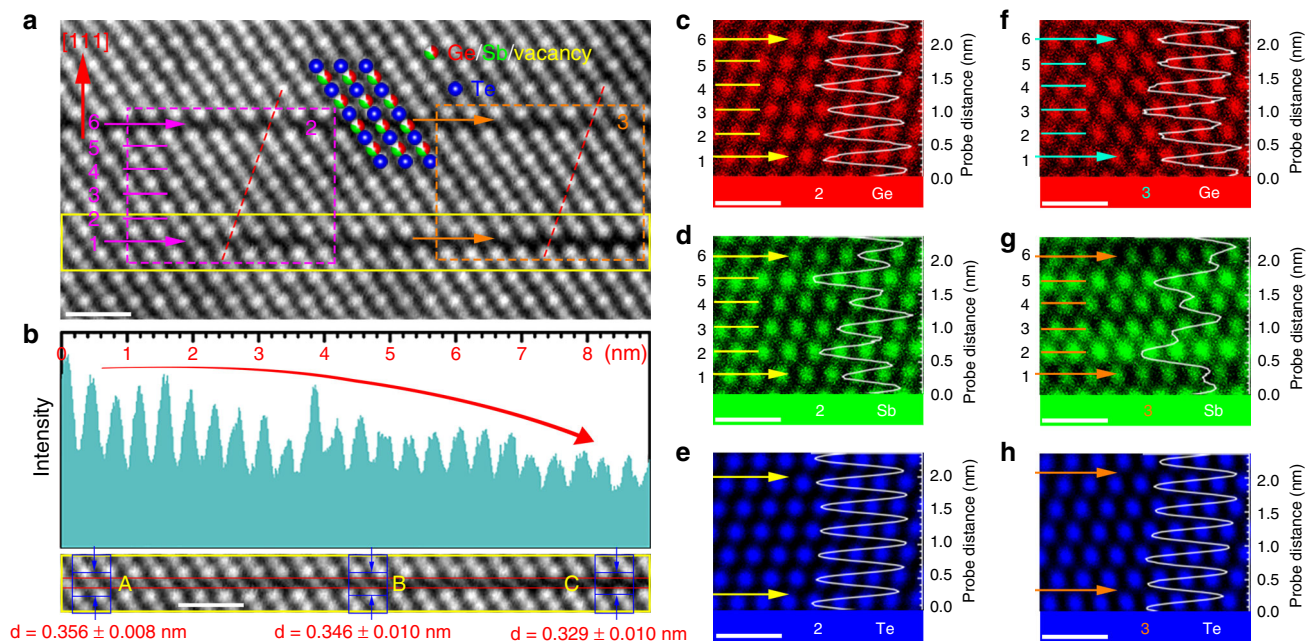 a
[111]
Ge/Sb/vacancy
Te
6
5
4
3
2
1
2
3
b
0 1 2 3 4 5 6 7 8 (nm)
Intensity
A
B
C
d = 0.356 ± 0.008 nm
d = 0.346 ± 0.010 nm
d = 0.329 ± 0.010 nm
c
6
5
4
3
2
1
2.0
1.5
1.0
0.5
0.0
Probe distance (nm)
2 Ge
d
6
5
4
3
2
1
2.0
1.5
1.0
0.5
0.0
Probe distance (nm)
2 Sb
e
2.0
1.5
1.0
0.5
0.0
Probe distance (nm)
2 Te
f
6
5
4
3
2
1
2.0
1.5
1.0
0.5
0.0
Probe distance (nm)
3 Ge
g
6
5
4
3
2
1
2.0
1.5
1.0
0.5
0.0
Probe distance (nm)
3 Sb
h
2.0
1.5
1.0
0.5
0.0
Probe distance (nm)
3 Te